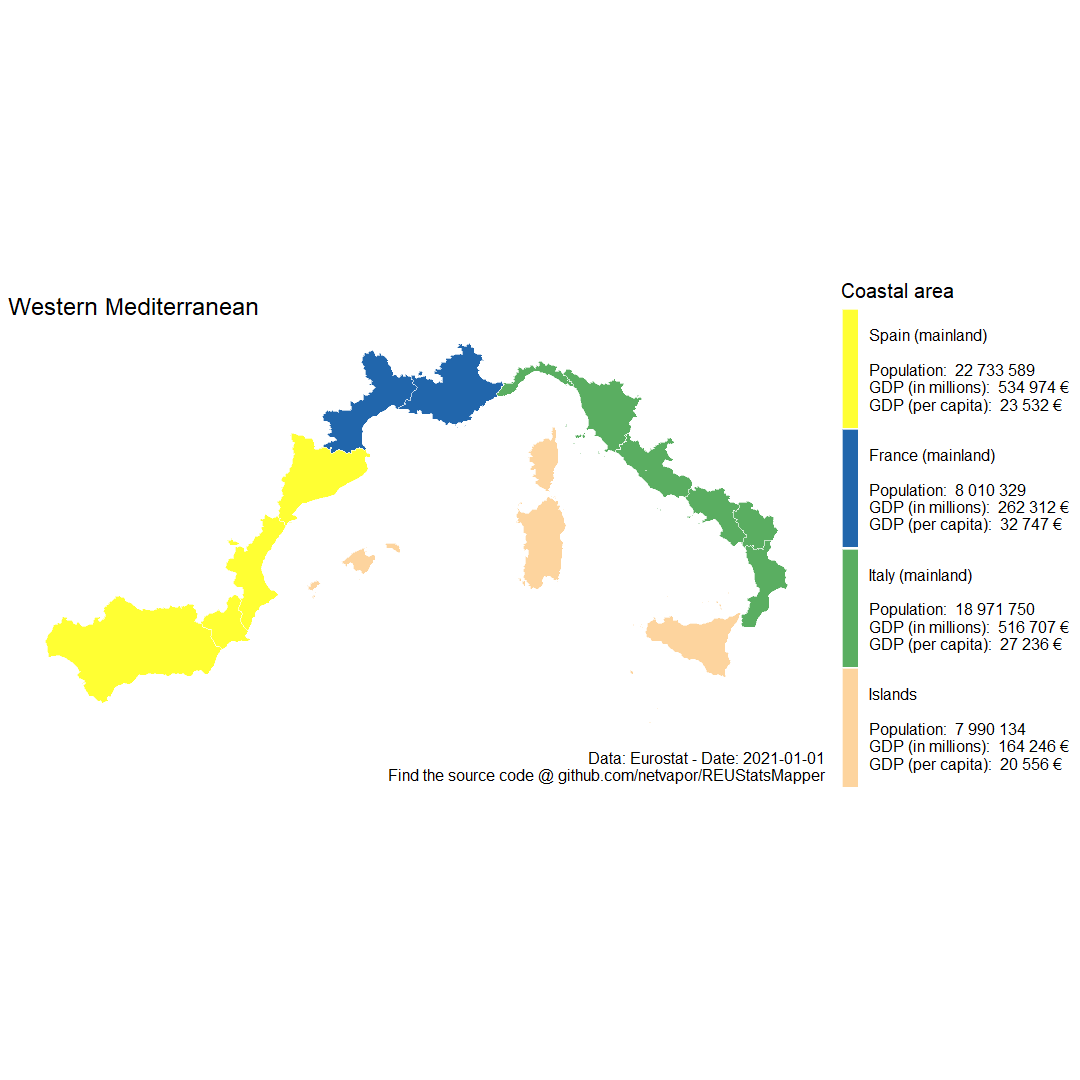 Western Mediterranean
Coastal area
Spain (mainland)
Population: 22 733 589
GDP (in millions): 534 974 €
GDP (per capita): 23 532 €
France (mainland)
Population: 8 010 329
GDP (in millions): 262 312 €
GDP (per capita): 32 747 €
Italy (mainland)
Population: 18 971 750
GDP (in millions): 516 707 €
GDP (per capita): 27 236 €
Islands
Population: 7 990 134
GDP (in millions): 164 246 €
GDP (per capita): 20 556 €
Data: Eurostat - Date: 2021-01-01
Find the source code @ github.com/netvapor/REUStatsMapper